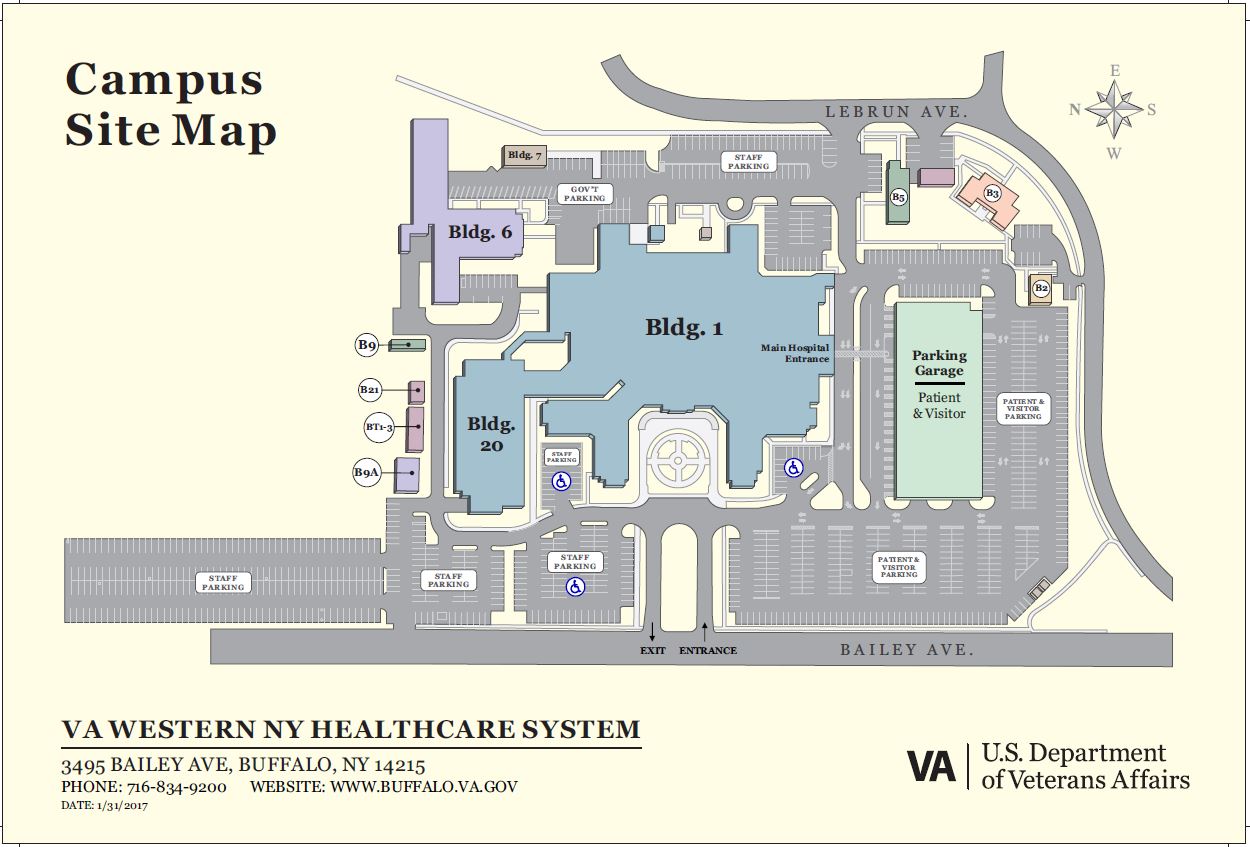 Campus
Site Map
E
N
S
W
LEBRUN AVE.
Bldg. 7
STAFF
PARKING
GOV'T
PARKING
B5
B3
Bldg. 6
B2
Bldg. 1
Main Hospital
Entrance
B9
Parking
Garage
Patient
& Visitor
B21
PATIENT &
VISITOR
PARKING
BT1-3
Bldg.
20
STAFF
PARKING
B9A
STAFF
PARKING
PATIENT &
VISITOR
PARKING
STAFF
PARKING
STAFF
PARKING
EXIT
ENTRANCE
BAILEY AVE.
VA WESTERN NY HEALTHCARE SYSTEM
3495 BAILEY AVE, BUFFALO, NY 14215
PHONE: 716-834-9200 WEBSITE: WWW.BUFFALO.VA.GOV
DATE: 1/31/2017
VA
U.S. Department
of Veterans Affairs